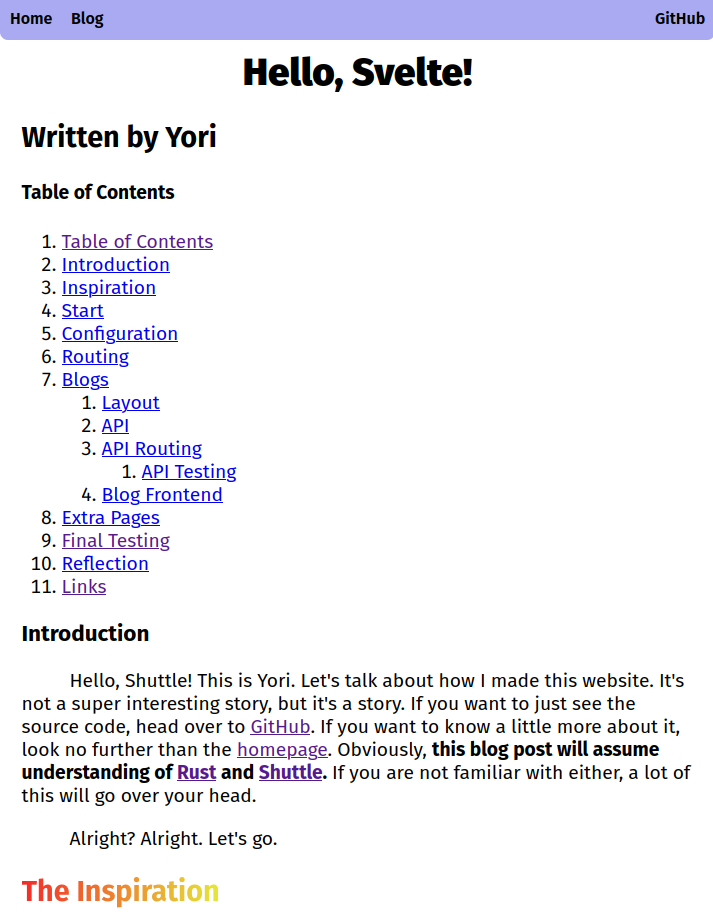 Home Blog GitHub
Hello, Svelte!
Written by Yori
Table of Contents
1. Table of Contents
2. Introduction
3. Inspiration
4. Start
5. Configuration
6. Routing
7. Blogs
1. Layout
2. API
3. API Routing
1. API Testing
4. Blog Frontend
8. Extra Pages
9. Final Testing
10. Reflection
11. Links
Introduction
Hello, Shuttle! This is Yori. Let's talk about how I made this website. It's
not a super interesting story, but it's a story. If you want to just see the
source code, head over to GitHub. If you want to know a little more about it,
look no further than the homepage. Obviously, this blog post will assume
understanding of Rust and Shuttle. If you are not familiar with either, a lot of
this will go over your head.
Alright? Alright. Let's go.
The Inspiration